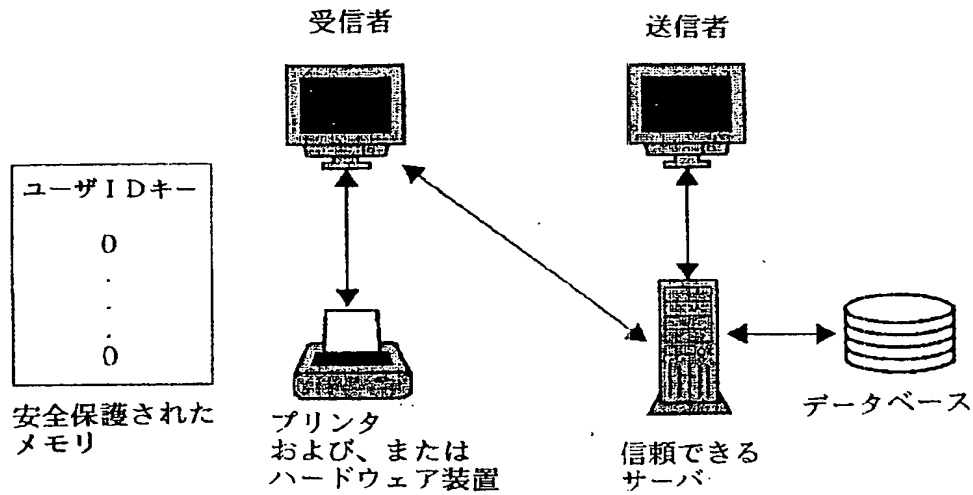 受信者
送信者
ユーザIDキー
0
.
.
.
0
安全保護された
メモリ
プリンタ
および、または
ハードウェア装置
信頼できる
サーバ
データベース